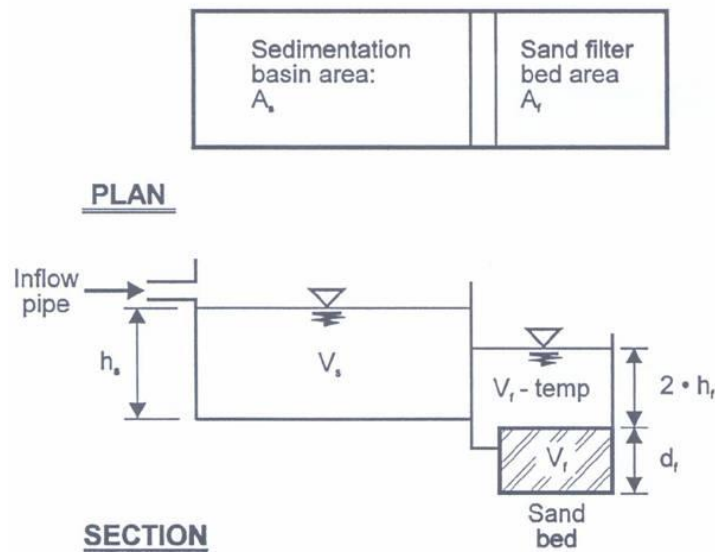 Sedimentation
basin area:
Aₛ
Sand filter
bed area
A_f
PLAN
Inflow
pipe
hₛ
Vₛ
V_f - temp
2 • h_f
V_f
d_f
Sand
bed
SECTION